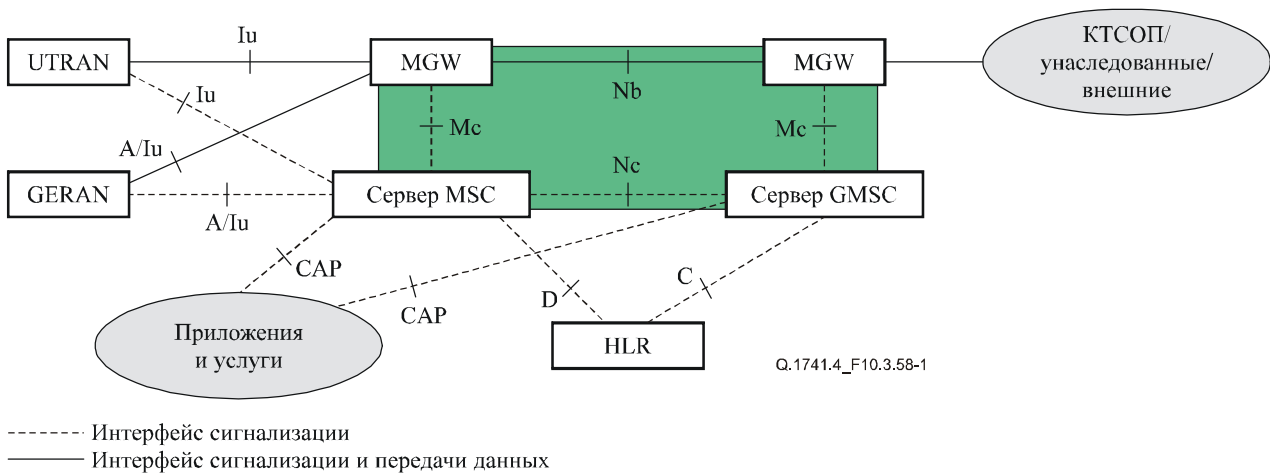 Iu
КТСОП/
унаследованные/
внешние
UTRAN
MGW
MGW
Iu
Nb
Mc
Mc
A/Iu
Nc
GERAN
Сервер MSC
Сервер GMSC
A/Iu
CAP
C
D
CAP
Приложения
и услуги
HLR
Q.1741.4_F10.3.58-1
Интерфейс сигнализации
Интерфейс сигнализации и передачи данных